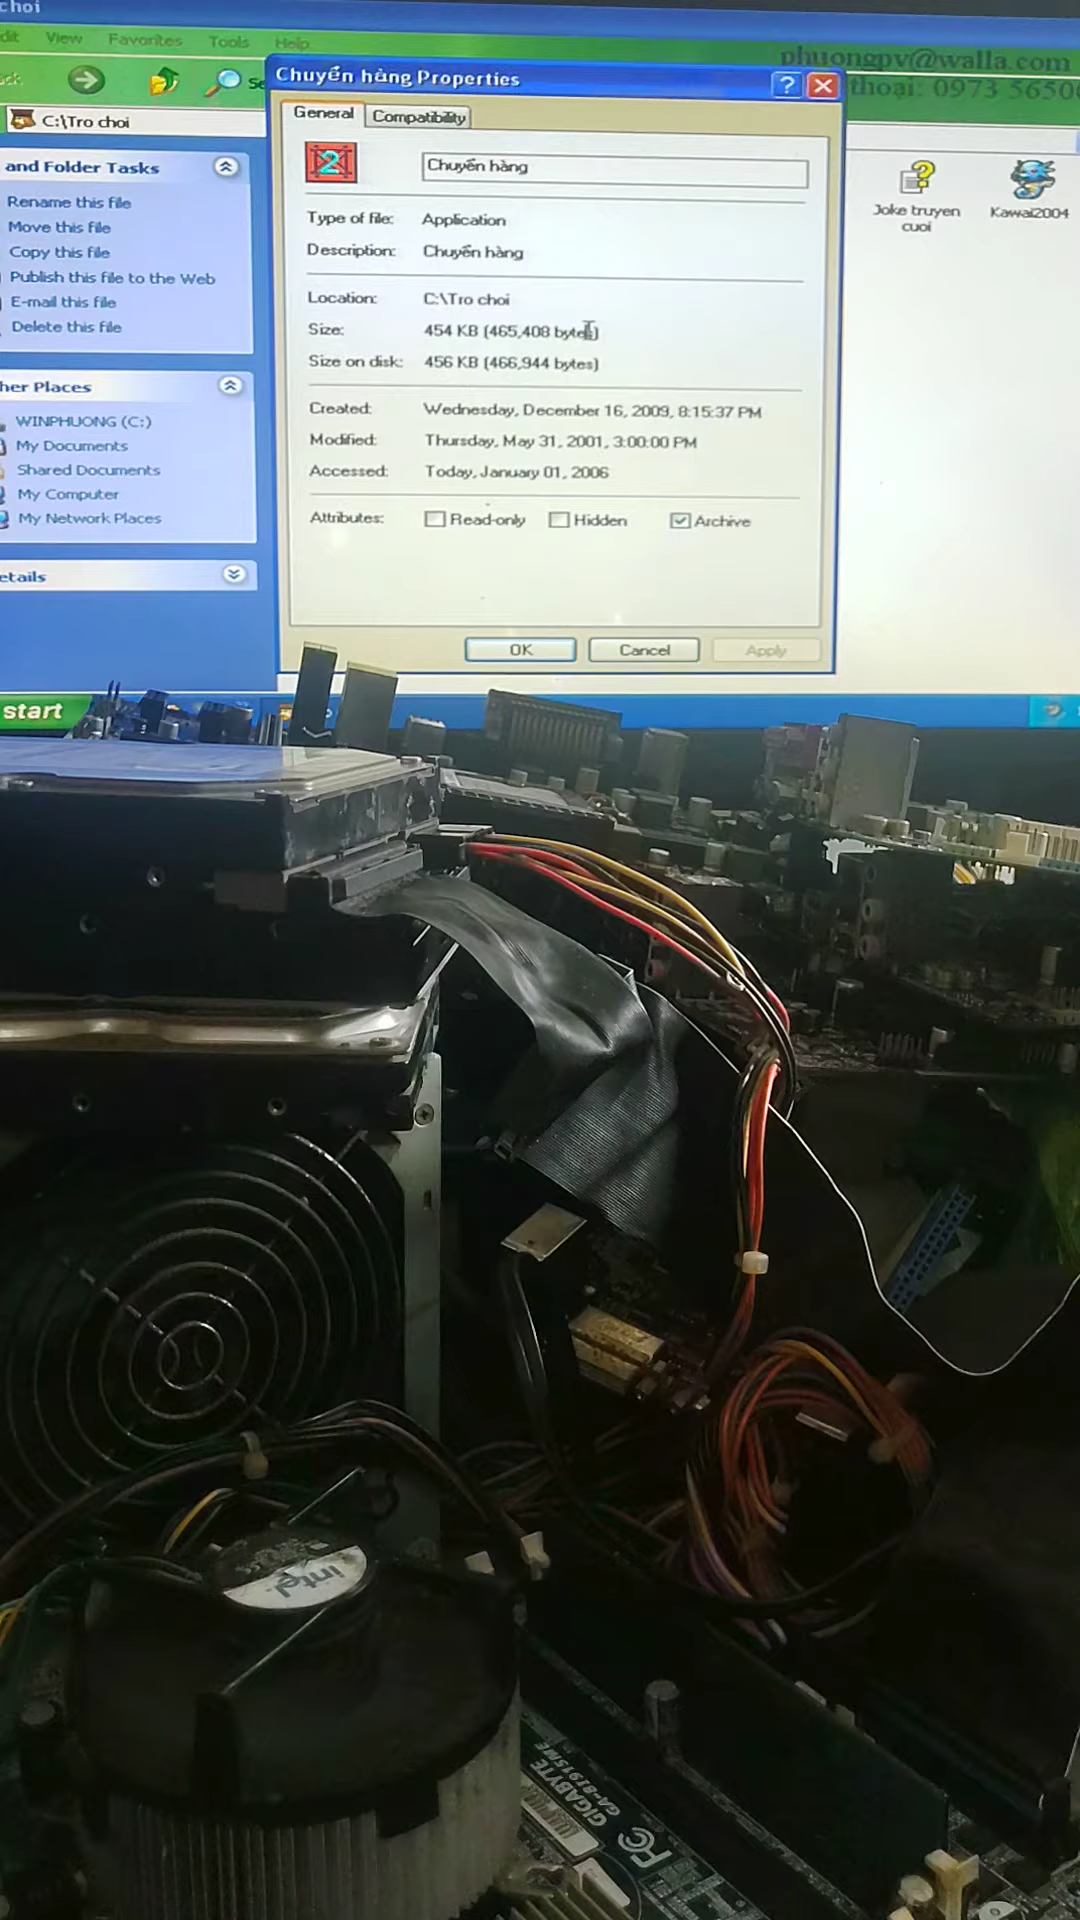 choi
View Favorites Tools Help
phuongpv@walla.com
thoại: 0973 5650
C:\Tro choi
and Folder Tasks
Rename this file
Move this file
Copy this file
Publish this file to the Web
E-mail this file
Delete this file
her Places
WINPHUONG (C:)
My Documents
Shared Documents
My Computer
My Network Places
etails
start
Chuyển hàng Properties
General Compatibility
2
Chuyển hàng
Type of file: Application
Description: Chuyển hàng
Location: C:\Tro choi
Size: 454 KB (465,408 bytes)
Size on disk: 456 KB (466,944 bytes)
Created: Wednesday, December 16, 2009, 8:15:37 PM
Modified: Thursday, May 31, 2001, 3:00:00 PM
Accessed: Today, January 01, 2006
Attributes: Read-only Hidden Archive
OK Cancel Apply
Joke truyen
cuoi
Kawai2004
intel
GIGABYTE
GA-8I915ME
FC